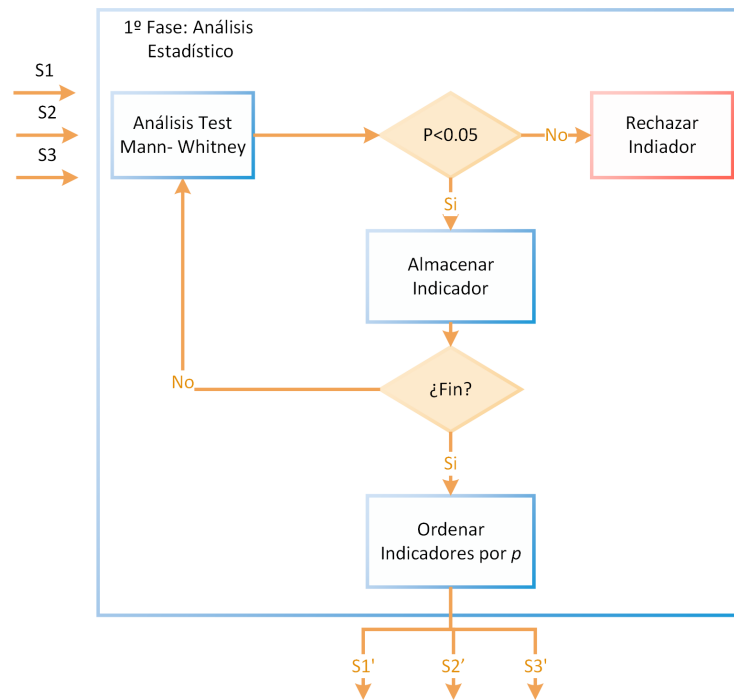 1º Fase: Análisis
Estadístico
S1
S2
S3
Análisis Test
Mann- Whitney
P<0.05
No
Rechazar
Indiador
Si
Almacenar
Indicador
¿Fin?
No
Si
Ordenar
Indicadores por p
S1'
S2’
S3'